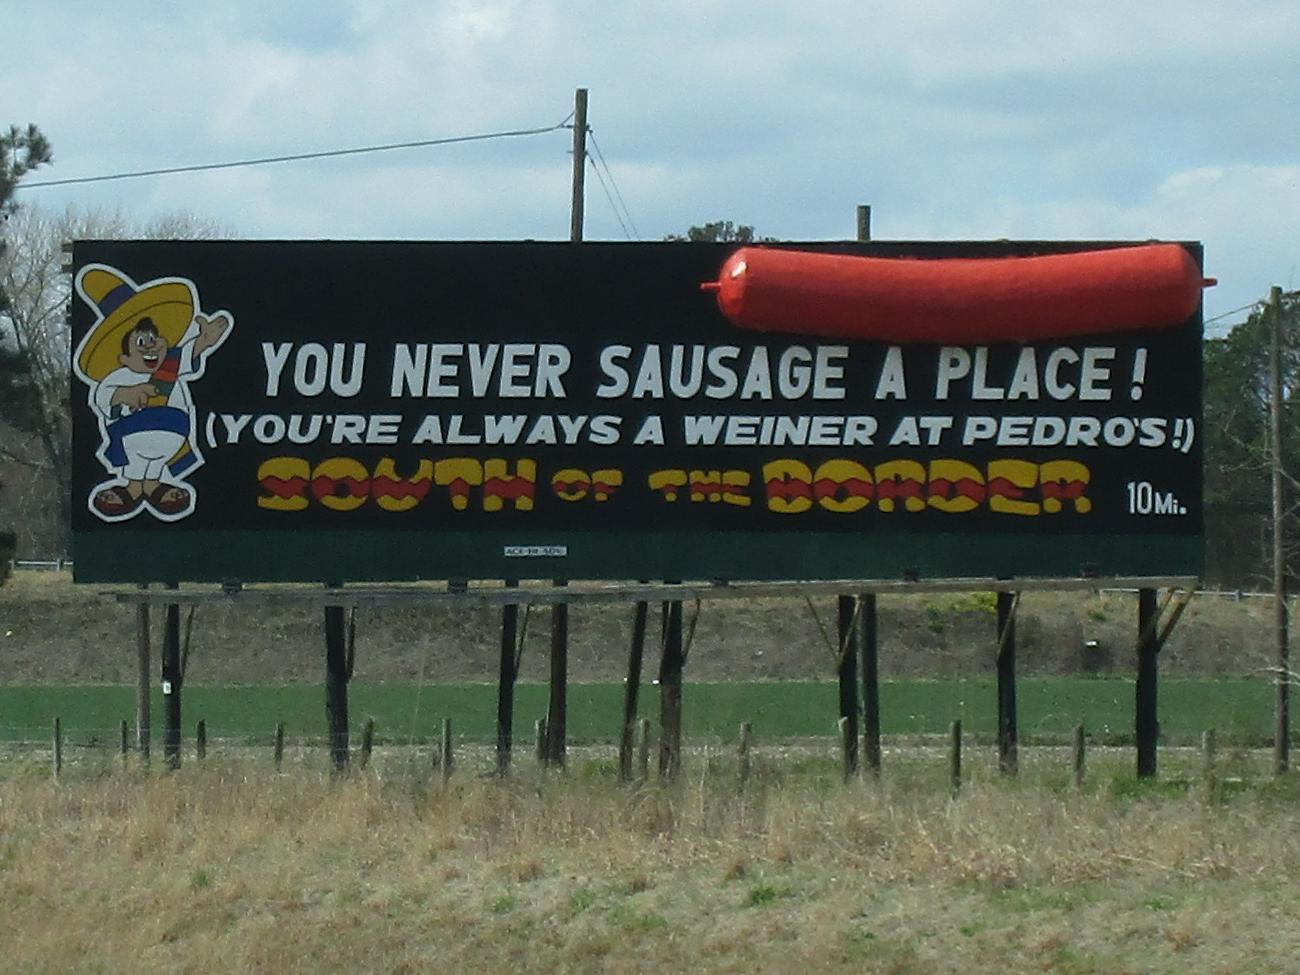 YOU NEVER SAUSAGE A PLACE!
(YOU'RE ALWAYS A WEINER AT PEDRO'S!)
SOUTH OF THE BORDER
10 Mi.